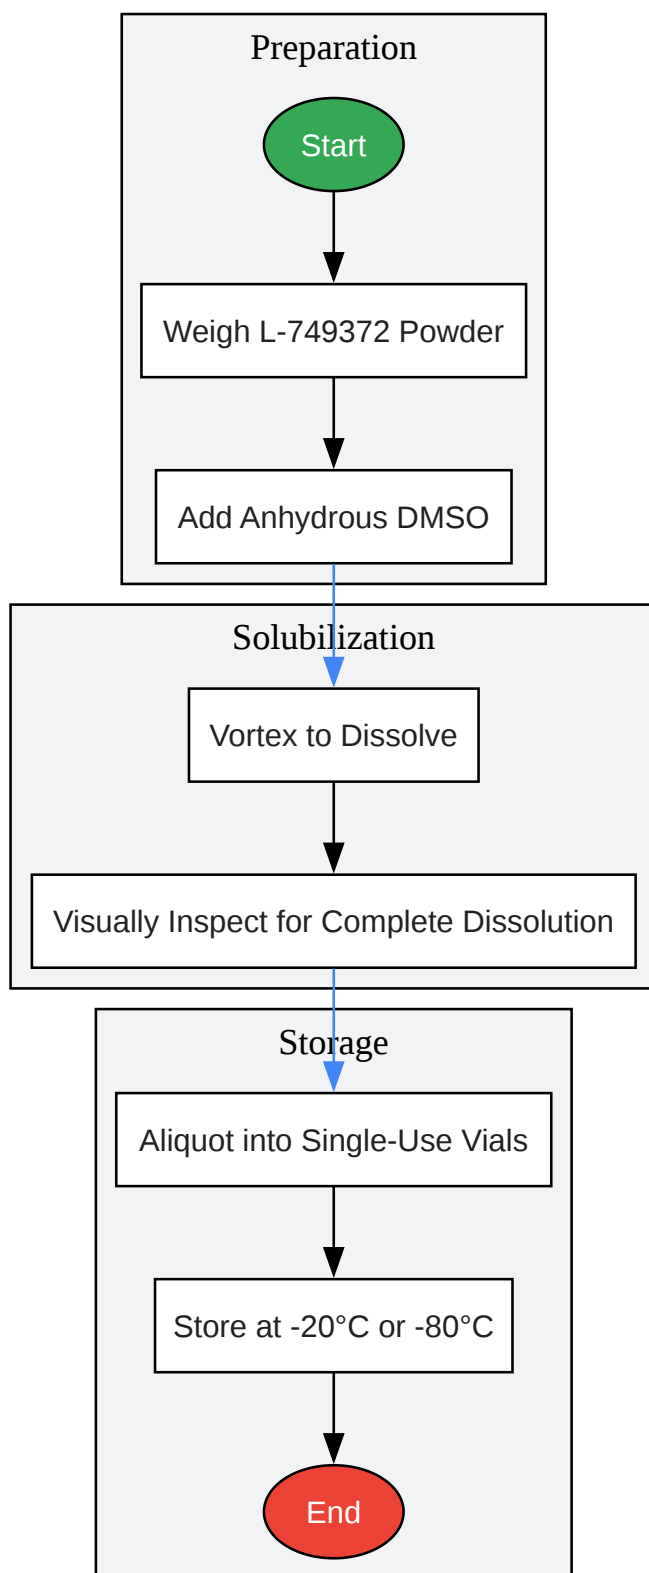 Preparation
Start
Weigh L-749372 Powder
Add Anhydrous DMSO
Solubilization
Vortex to Dissolve
Visually Inspect for Complete Dissolution
Storage
Aliquot into Single-Use Vials
Store at -20°C or -80°C
End